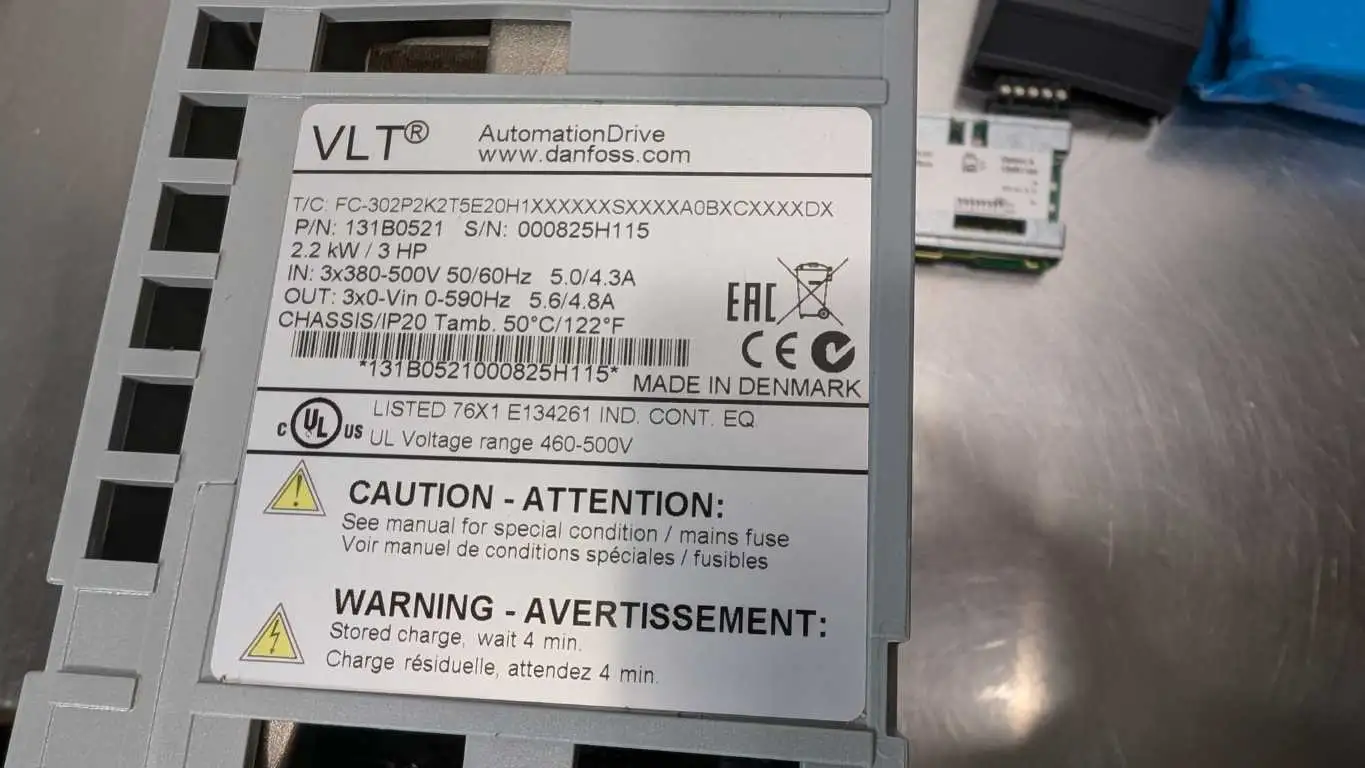 VLT® AutomationDrive
www.danfoss.com
T/C: FC-302P2K2T5E20H1XXXXXXSXXXXA0BXCXXXXDX
P/N: 131B0521 S/N: 000825H115
2.2 kW / 3 HP
IN: 3x380-500V 50/60Hz 5.0/4.3A
OUT: 3x0-Vin 0-590Hz 5.6/4.8A
CHASSIS/IP20 Tamb. 50°C/122°F
*131B0521000825H115*
EAC
CE
MADE IN DENMARK
c UL us LISTED 76X1 E134261 IND. CONT. EQ.
UL Voltage range 460-500V
CAUTION - ATTENTION:
See manual for special condition / mains fuse
Voir manuel de conditions spéciales / fusibles
WARNING - AVERTISSEMENT:
Stored charge, wait 4 min.
Charge résiduelle, attendez 4 min.